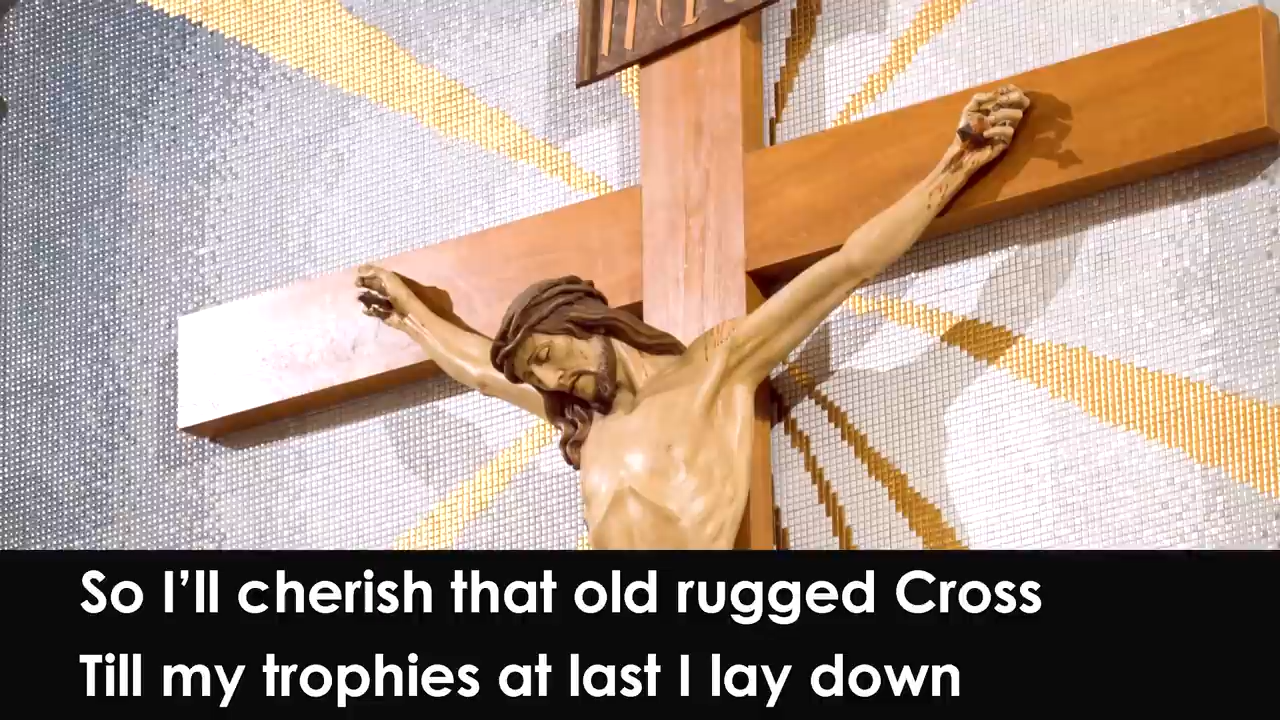 So I’ll cherish that old rugged Cross
Till my trophies at last I lay down